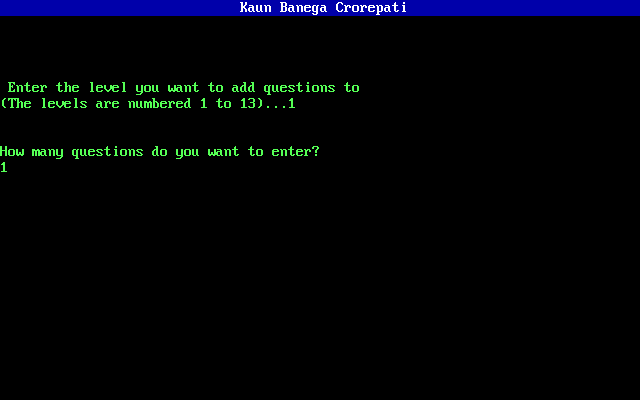 Kaun Banega Crorepati
Enter the level you want to add questions to
(The levels are numbered 1 to 13)...1
How many questions do you want to enter?
1